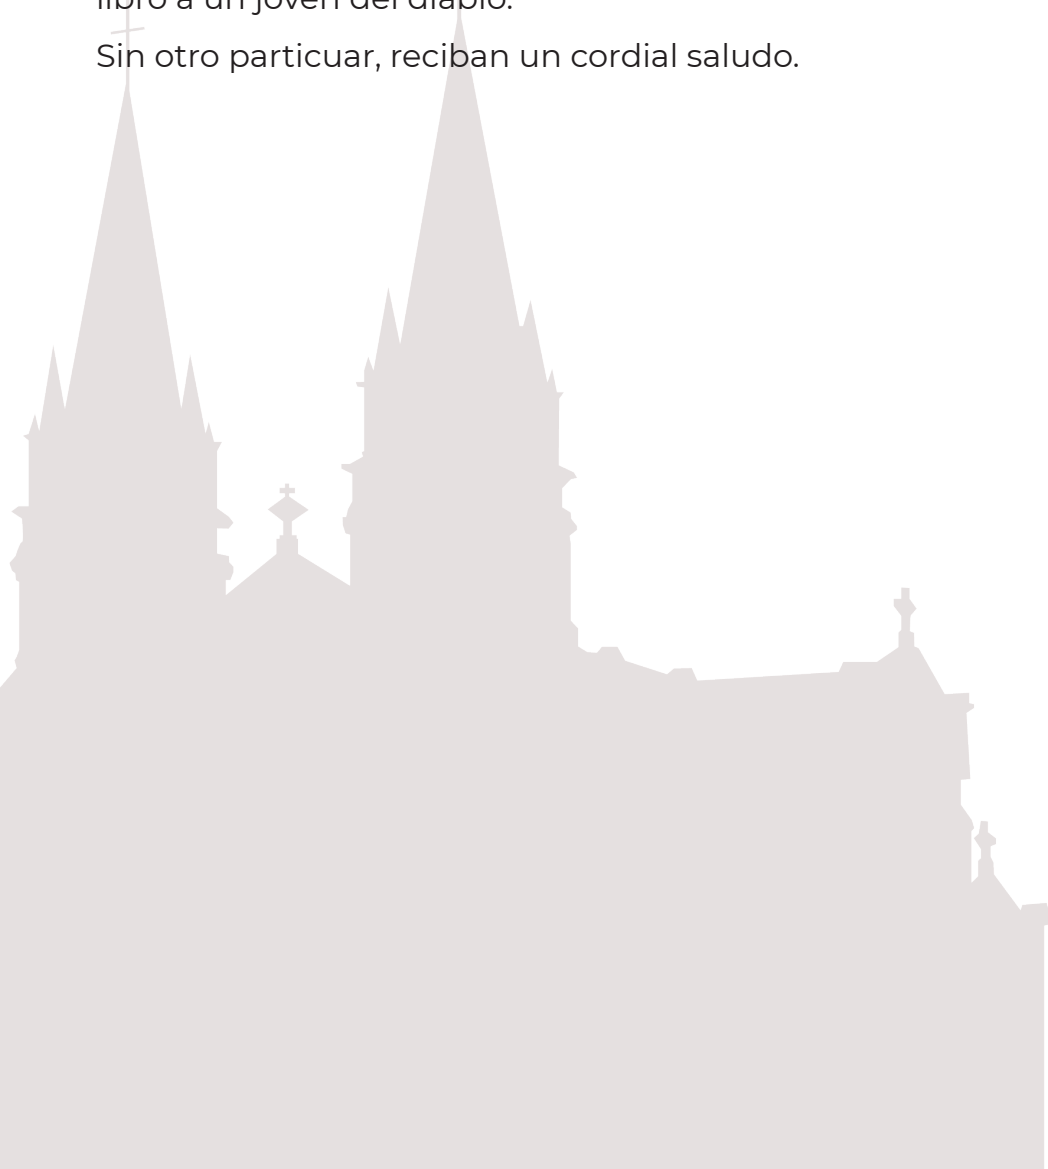 libro a un joven del diablo.
Sin otro particuar, reciban un cordial saludo.